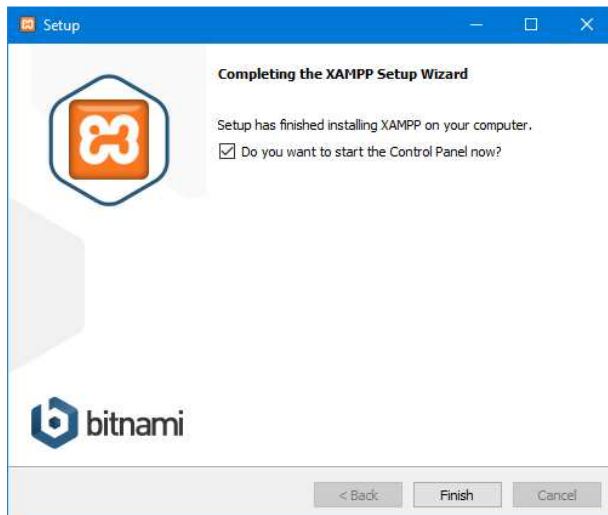 Setup
Completing the XAMPP Setup Wizard
Setup has finished installing XAMPP on your computer.
Do you want to start the Control Panel now?
bitnami
< Back
Finish
Cancel